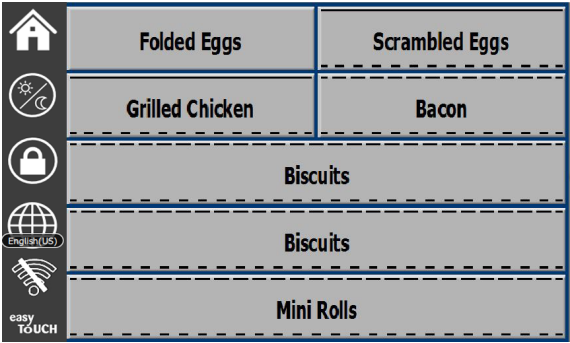 Folded Eggs
Scrambled Eggs
Grilled Chicken
Bacon
Biscuits
Biscuits
Mini Rolls
English(US)
easy
TOUCH